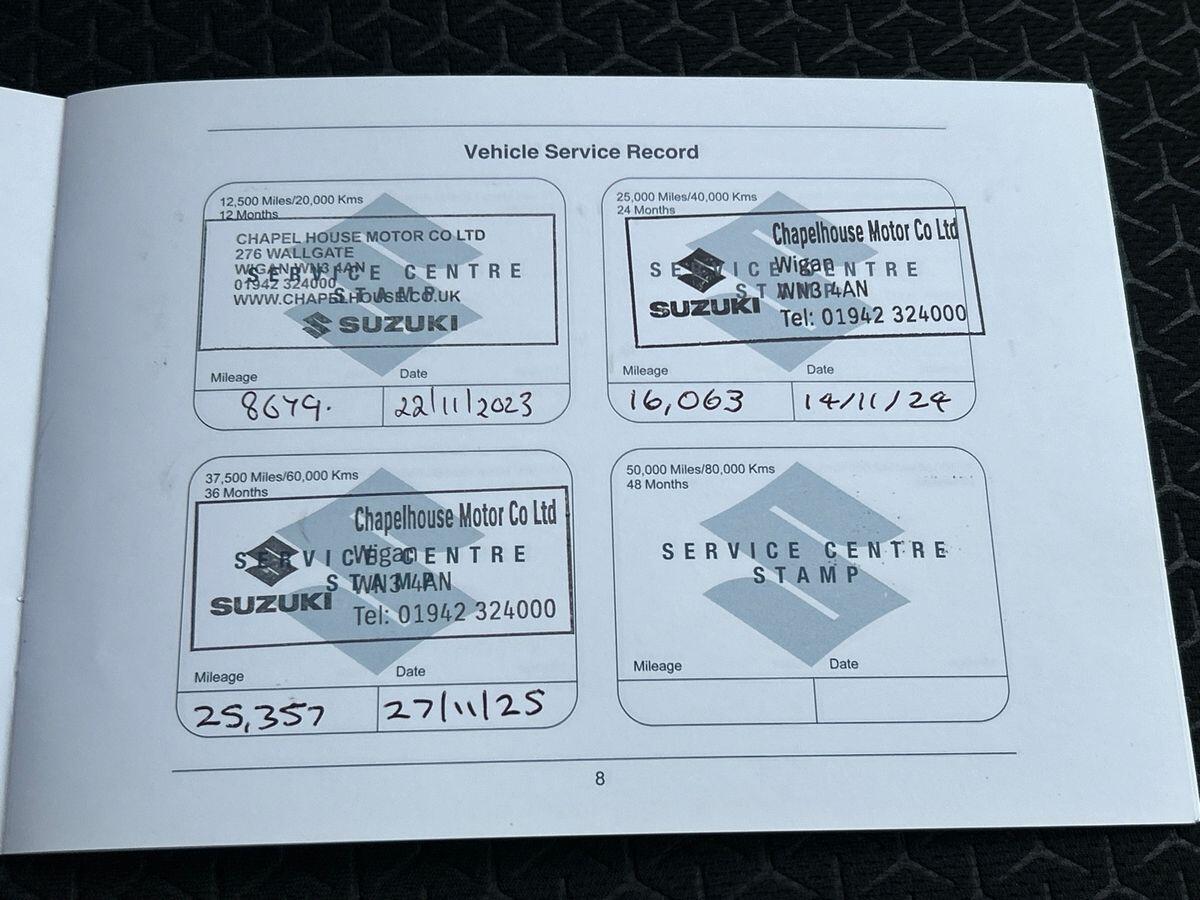 Vehicle Service Record
12,500 Miles/20,000 Kms
12 Months
CHAPEL HOUSE MOTOR CO LTD
276 WALLGATE
WIGAN WN3 4AN
SERVICE CENTRE
01942 324000
STAMP
WWW.CHAPELHOUSE.CO.UK
SUZUKI
Mileage Date
8679. 22/11/2023
25,000 Miles/40,000 Kms
24 Months
Chapelhouse Motor Co Ltd
Wigan
SERVICE CENTRE
STAMP
WN3 4AN
SUZUKI
Tel: 01942 324000
Mileage Date
16,063 14/11/24
37,500 Miles/60,000 Kms
36 Months
Chapelhouse Motor Co Ltd
Wigan
SERVICE CENTRE
STAMP
WN3 4AN
SUZUKI
Tel: 01942 324000
Mileage Date
25,357 27/11/25
50,000 Miles/80,000 Kms
48 Months
SERVICE CENTRE
STAMP
Mileage Date
8